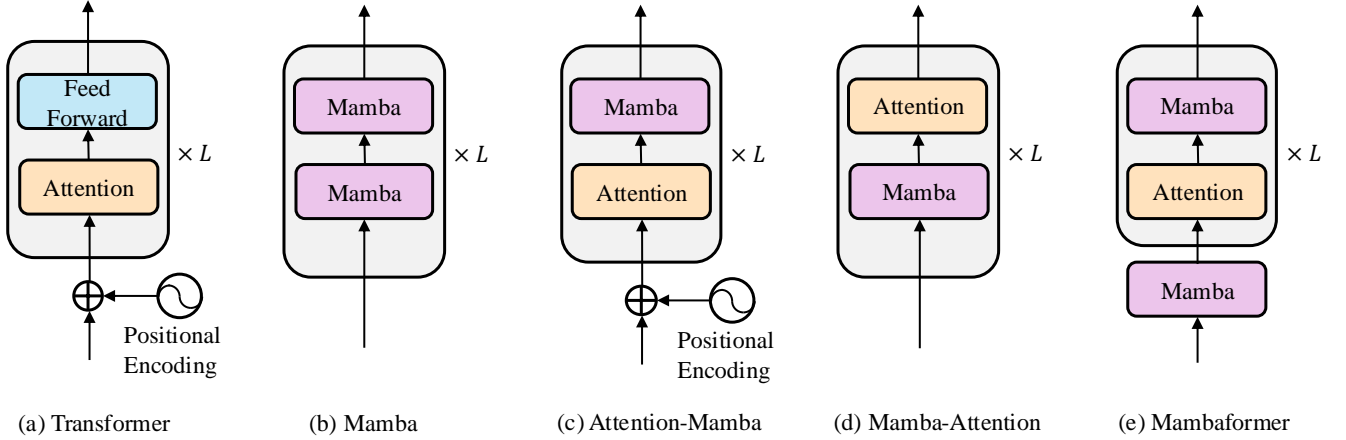 Feed
Forward
Attention
× L
Positional
Encoding
(a) Transformer
Mamba
Mamba
× L
(b) Mamba
Mamba
Attention
× L
Positional
Encoding
(c) Attention-Mamba
Attention
Mamba
× L
(d) Mamba-Attention
Mamba
Attention
× L
Mamba
(e) Mambaformer